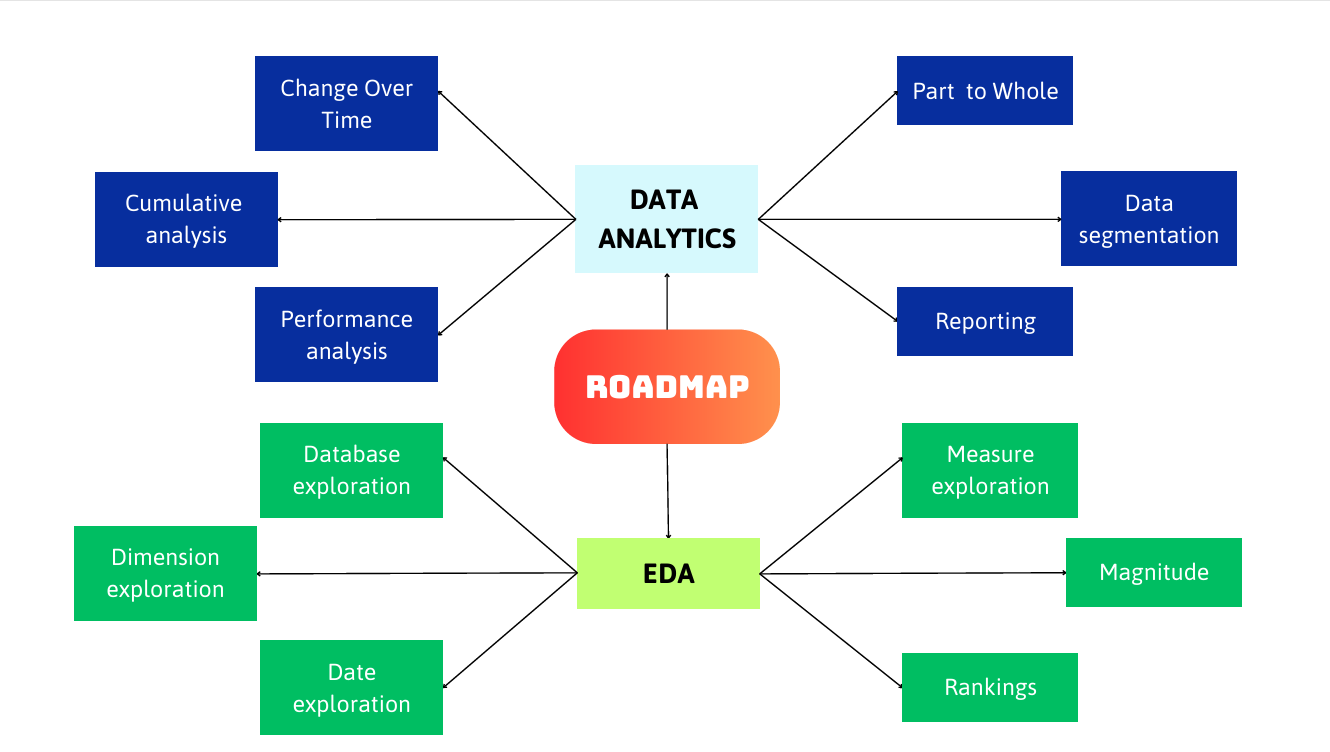 Change Over
Time
Part  to Whole
DATA
ANALYTICS
Cumulative
analysis
Data
segmentation
Performance
analysis
Reporting
ROADMAP
Database
exploration
Measure
exploration
Dimension
exploration
EDA
Magnitude
Date
exploration
Rankings